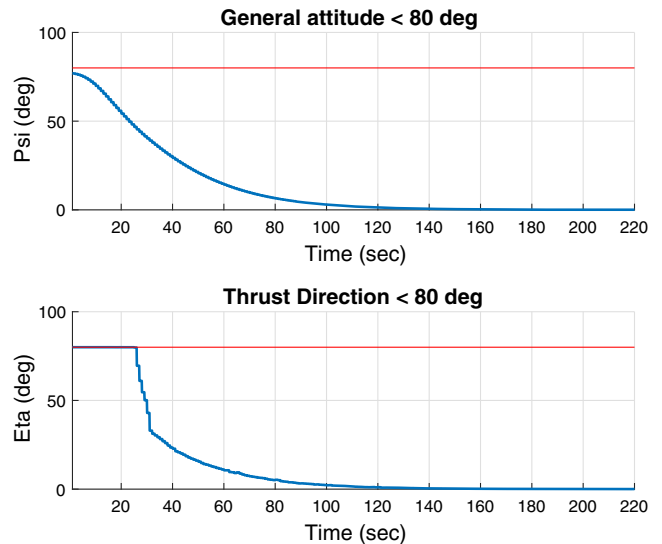 General attitude < 80 deg
100
50
0
Psi (deg)
20 40 60 80 100 120 140 160 180 200 220
Time (sec)
Thrust Direction < 80 deg
100
50
0
Eta (deg)
20 40 60 80 100 120 140 160 180 200 220
Time (sec)